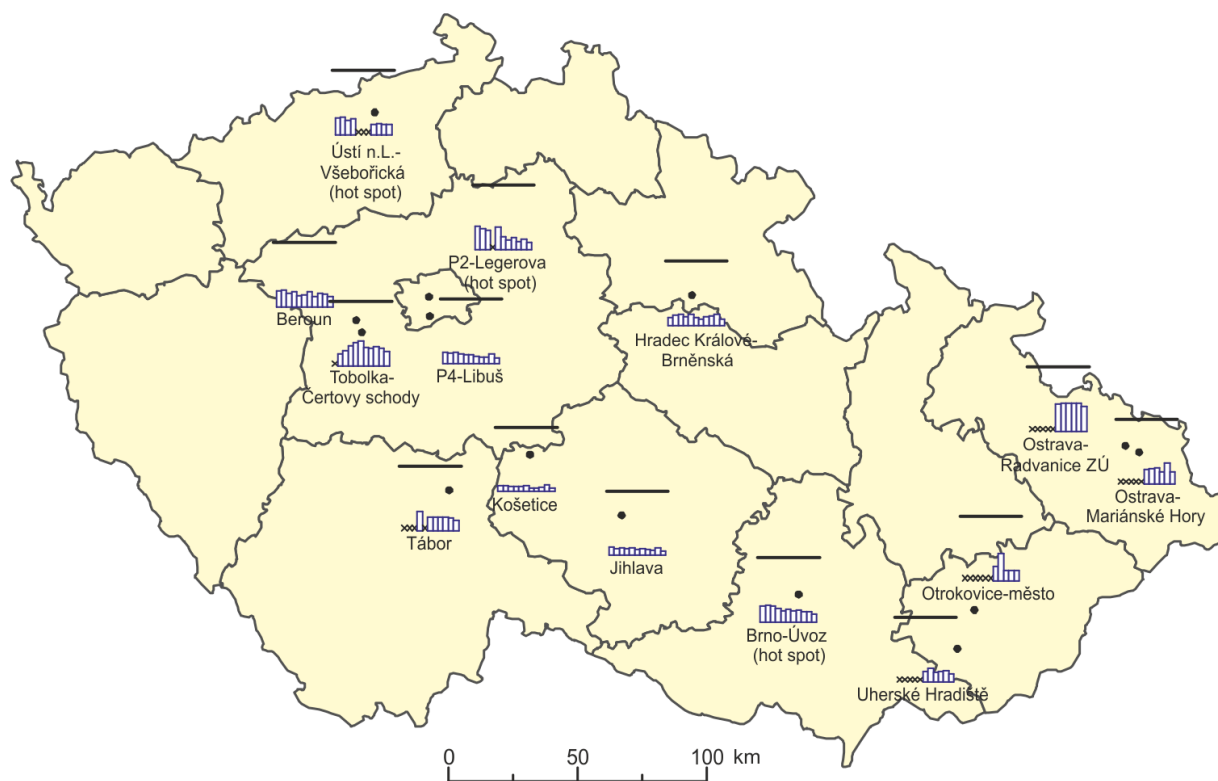 Ústí n.L.-
Všebořická
(hot spot)
P2-Legerova
(hot spot)
Beroun
Tobolka-
Čertovy schody
P4-Libuš
Hradec Králové-
Brněnská
Ostrava-
Radvanice ZÚ
Ostrava-
Mariánské Hory
Košetice
Tábor
Jihlava
Otrokovice-město
Brno-Úvoz
(hot spot)
Uherské Hradiště
0 50 100 km